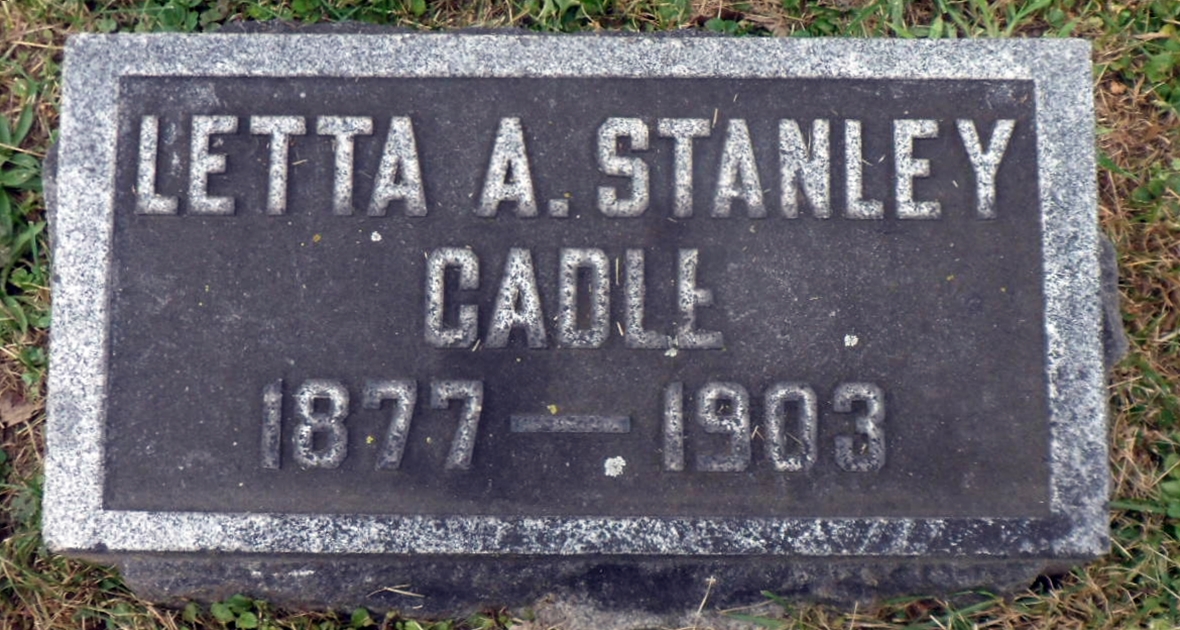 LETTA A. STANLEY
CADLE
1877 — 1903